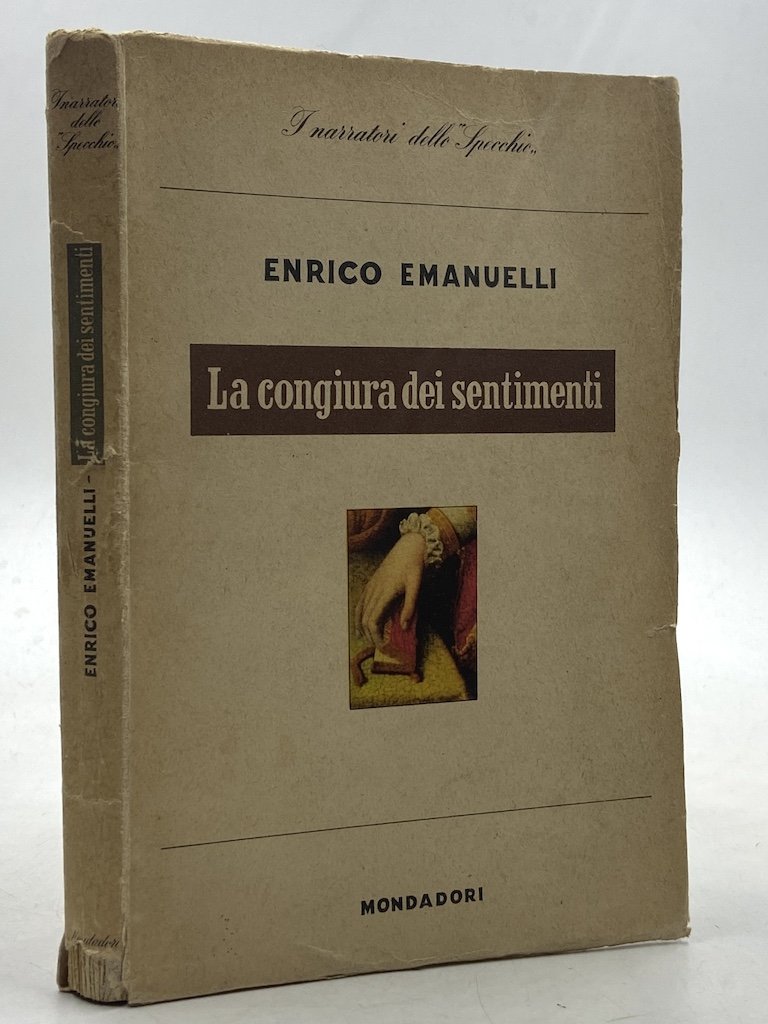 I narratori dello "Specchio„
ENRICO EMANUELLI
La congiura dei sentimenti
MONDADORI
I narratori
dello
"Specchio„
ENRICO EMANUELLI - La congiura dei sentimenti
Mondadori